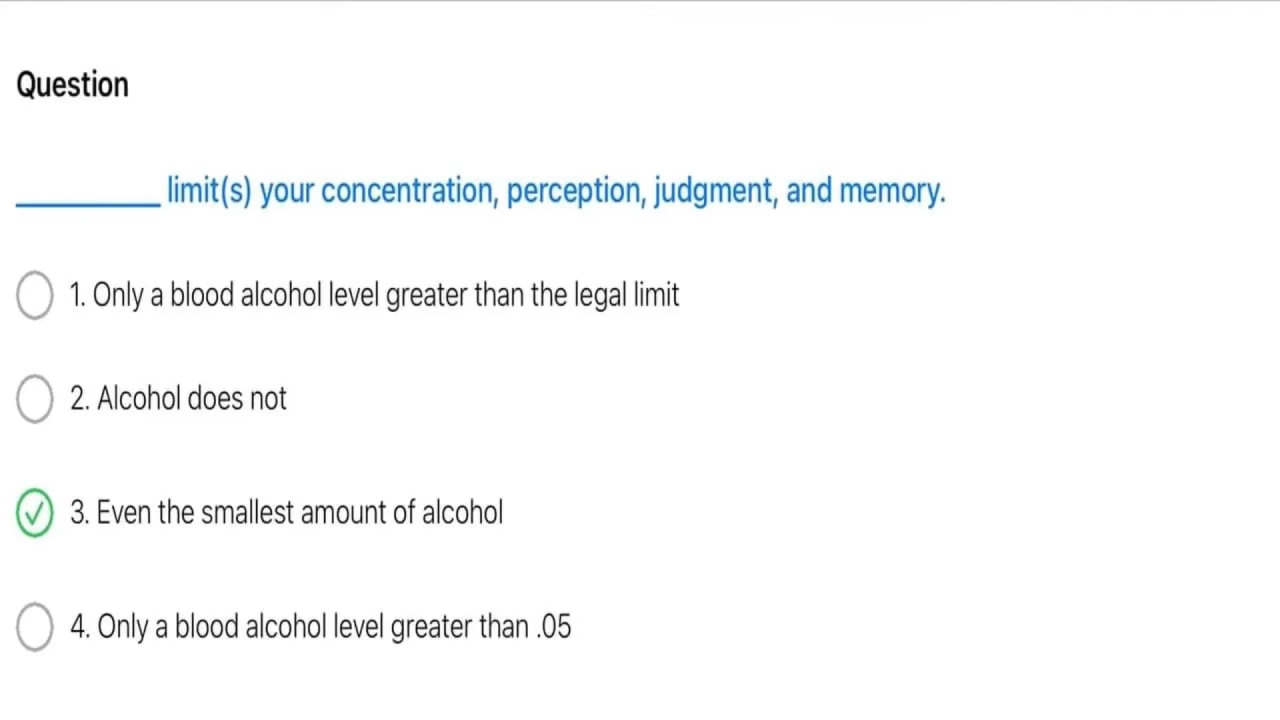 Question
_________ limit(s) your concentration, perception, judgment, and memory.
1. Only a blood alcohol level greater than the legal limit
2. Alcohol does not
3. Even the smallest amount of alcohol
4. Only a blood alcohol level greater than .05